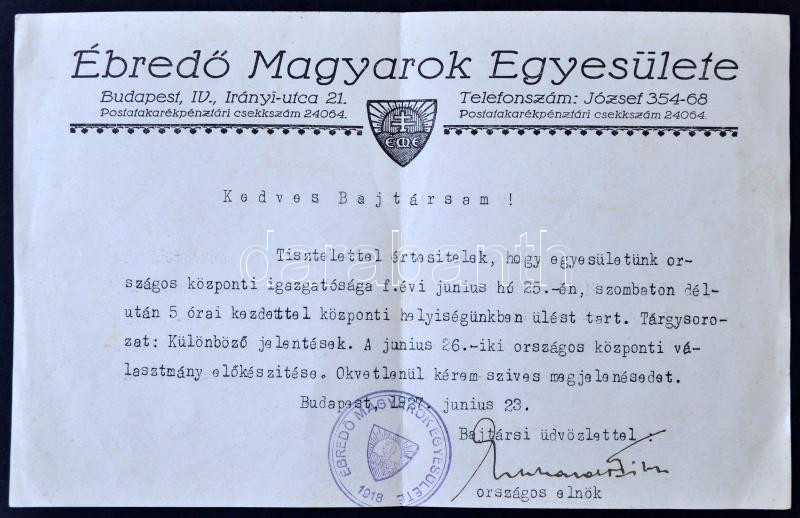 Ébredő Magyarok Egyesülete
Budapest, IV., Irányi-utca 21.
Postatakarékpénztári csekkszám 24064.
Telefonszám: József 354-68
Postatakarékpénztári csekkszám 24064.
EME
Kedves Bajtársam !
Tisztelettel értesitelek, hogy egyesületünk or-
szágos központi igazgatósága f.évi junius hó 25.-én, szombaton dél-
után 5 órai kezdettel központi helyiségünkben ülést tart. Tárgysoro-
zat: Különböző jelentések. A junius 26.-iki országos központi vá-
lasztmány előkészitése. Okvetlenül kérem szives megjelenésedet.
Budapest, 1927. junius 23.
Bajtársi üdvözlettel :
országos elnök
ÉBREDŐ MAGYAROK EGYESÜLETE
1918
darabanth